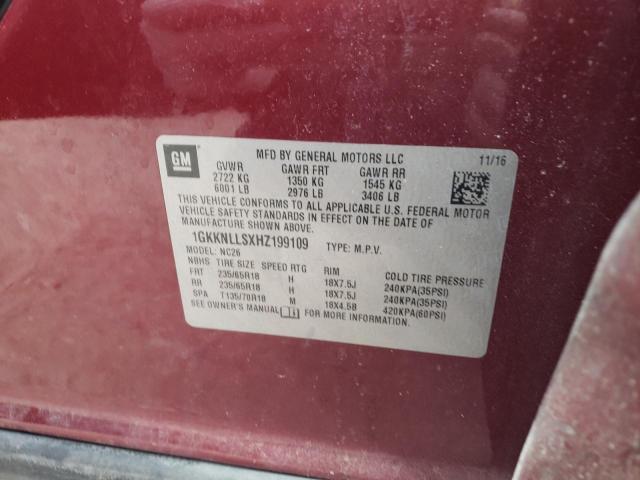 GM
MFD BY GENERAL MOTORS LLC 11/16
GVWR GAWR FRT GAWR RR
2722 KG 1350 KG 1545 KG
6001 LB 2976 LB 3406 LB
THIS VEHICLE CONFORMS TO ALL APPLICABLE U.S. FEDERAL MOTOR
VEHICLE SAFETY STANDARDS IN EFFECT ON THE DATE OF
MANUFACTURE SHOWN ABOVE.
1GKKNLLSXHZ199109 TYPE: M.P.V.
MODEL: NC26
NBHS TIRE SIZE SPEED RTG RIM COLD TIRE PRESSURE
FRT 235/65R18 H 18X7.5J 240KPA(35PSI)
RR 235/65R18 H 18X7.5J 240KPA(35PSI)
SPA T135/70R18 M 18X4.5B 420KPA(60PSI)
SEE OWNER'S MANUAL FOR MORE INFORMATION.